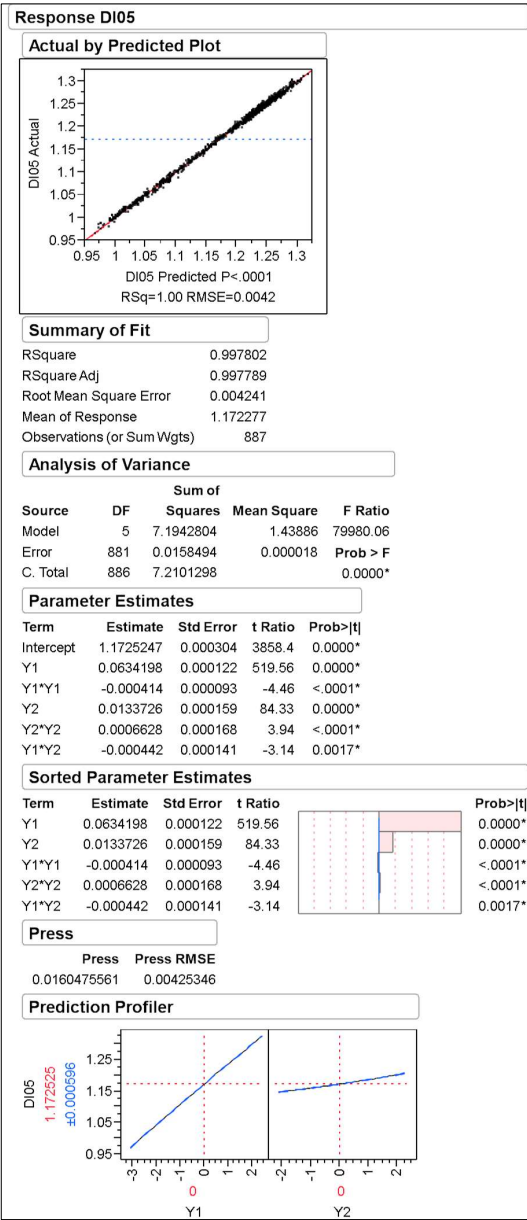 Response DI05
Actual by Predicted Plot
DI05 Actual
1.3
1.25
1.2
1.15
1.1
1.05
1
0.95
0.95 1 1.05 1.1 1.15 1.2 1.25 1.3
DI05 Predicted P<.0001
RSq=1.00 RMSE=0.0042
Summary of Fit
RSquare 0.997802
RSquare Adj 0.997789
Root Mean Square Error 0.004241
Mean of Response 1.172277
Observations (or Sum Wgts) 887
Analysis of Variance
Sum of
Source DF Squares Mean Square F Ratio
Model 5 7.1942804 1.43886 79980.06
Error 881 0.0158494 0.000018 Prob > F
C. Total 886 7.2101298 0.0000*
Parameter Estimates
Term Estimate Std Error t Ratio Prob>|t|
Intercept 1.1725247 0.000304 3858.4 0.0000*
Y1 0.0634198 0.000122 519.56 0.0000*
Y1*Y1 -0.000414 0.000093 -4.46 <.0001*
Y2 0.0133726 0.000159 84.33 0.0000*
Y2*Y2 0.0006628 0.000168 3.94 <.0001*
Y1*Y2 -0.000442 0.000141 -3.14 0.0017*
Sorted Parameter Estimates
Term Estimate Std Error t Ratio Prob>|t|
Y1 0.0634198 0.000122 519.56 0.0000*
Y2 0.0133726 0.000159 84.33 0.0000*
Y1*Y1 -0.000414 0.000093 -4.46 <.0001*
Y2*Y2 0.0006628 0.000168 3.94 <.0001*
Y1*Y2 -0.000442 0.000141 -3.14 0.0017*
Press
Press Press RMSE
0.0160475561 0.00425346
Prediction Profiler
DI05
1.172525
±0.000596
1.25
1.15
1.05
0.95
-3 -2 -1 0 1 2 -2 -1 0 1 2
0 0
Y1 Y2